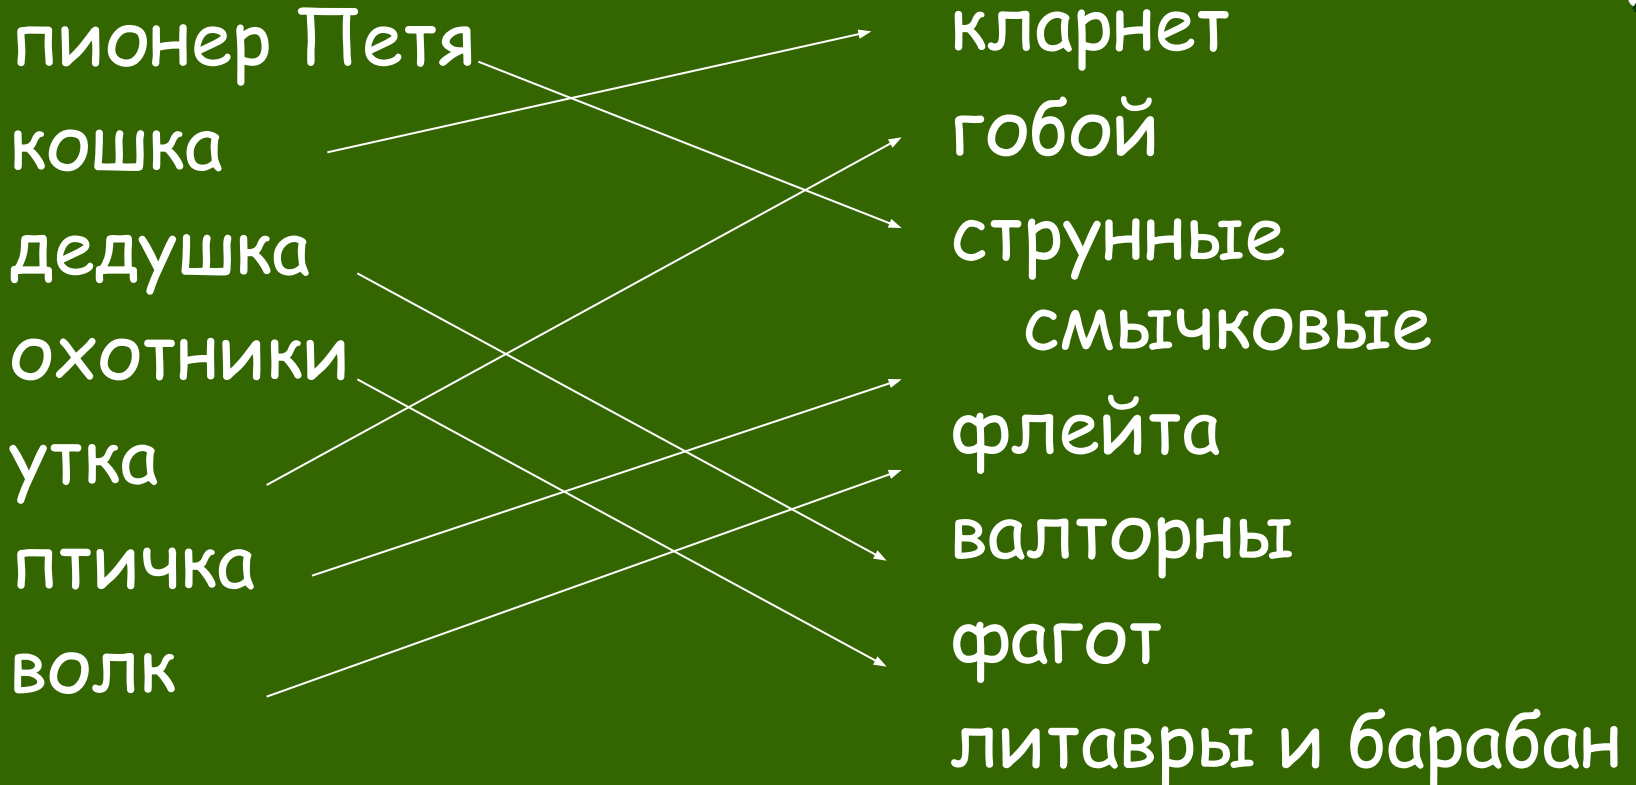 пионер Петя
кошка
дедушка
охотники
утка
птичка
волк
кларнет
гобой
струнные
смычковые
флейта
валторны
фагот
литавры и барабан